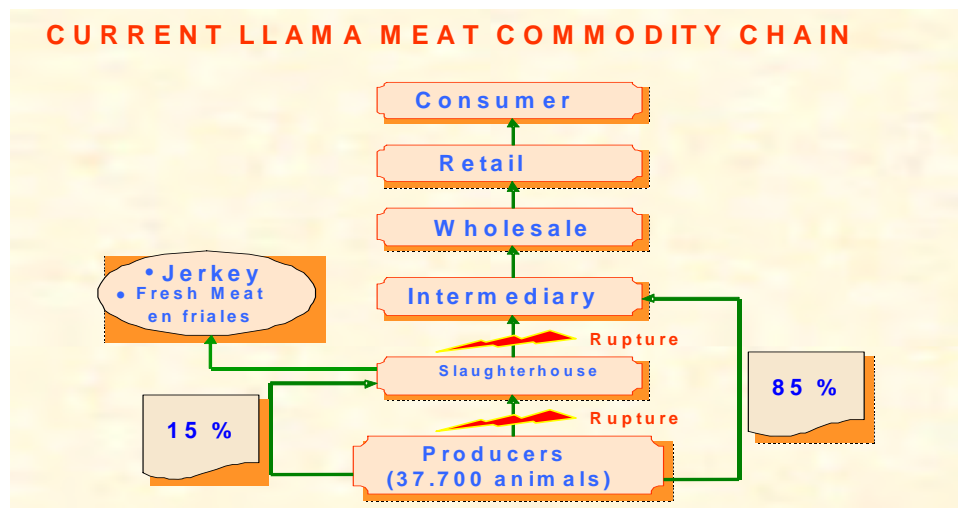 CURRENT LLAMA MEAT COMMODITY CHAIN
Consumer
Retail
Wholesale
• Jerkey
• Fresh Meat
en friales
Intermediary
Rupture
Slaughterhouse
85 %
Rupture
15 %
Producers
(37.700 animals)